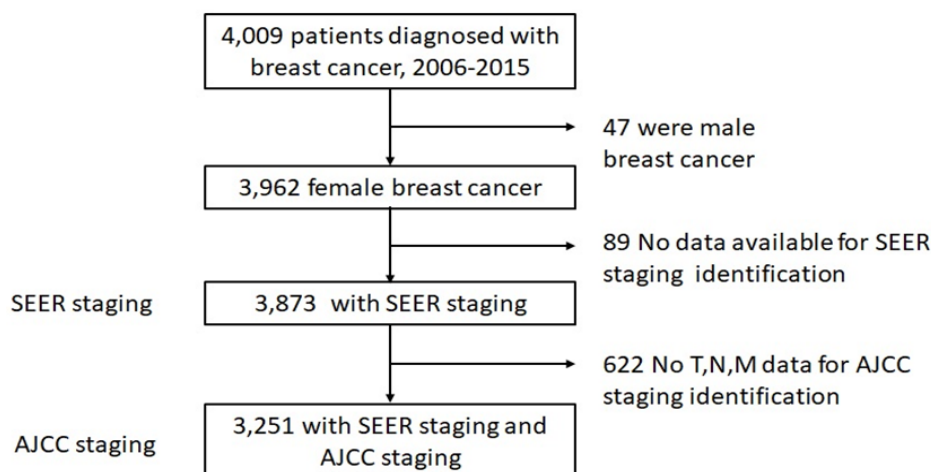 4,009 patients diagnosed with
breast cancer, 2006-2015
47 were male
breast cancer
3,962 female breast cancer
89 No data available for SEER
staging identification
SEER staging
3,873 with SEER staging
622 No T,N,M data for AJCC
staging identification
AJCC staging
3,251 with SEER staging and
AJCC staging